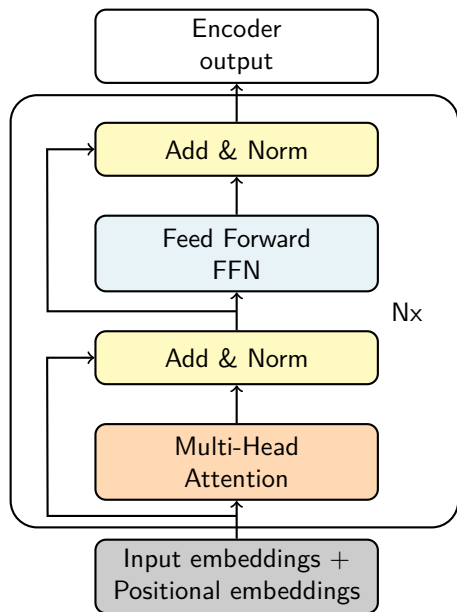 Encoder
output
Add & Norm
Feed Forward
FFN
Nx
Add & Norm
Multi-Head
Attention
Input embeddings +
Positional embeddings